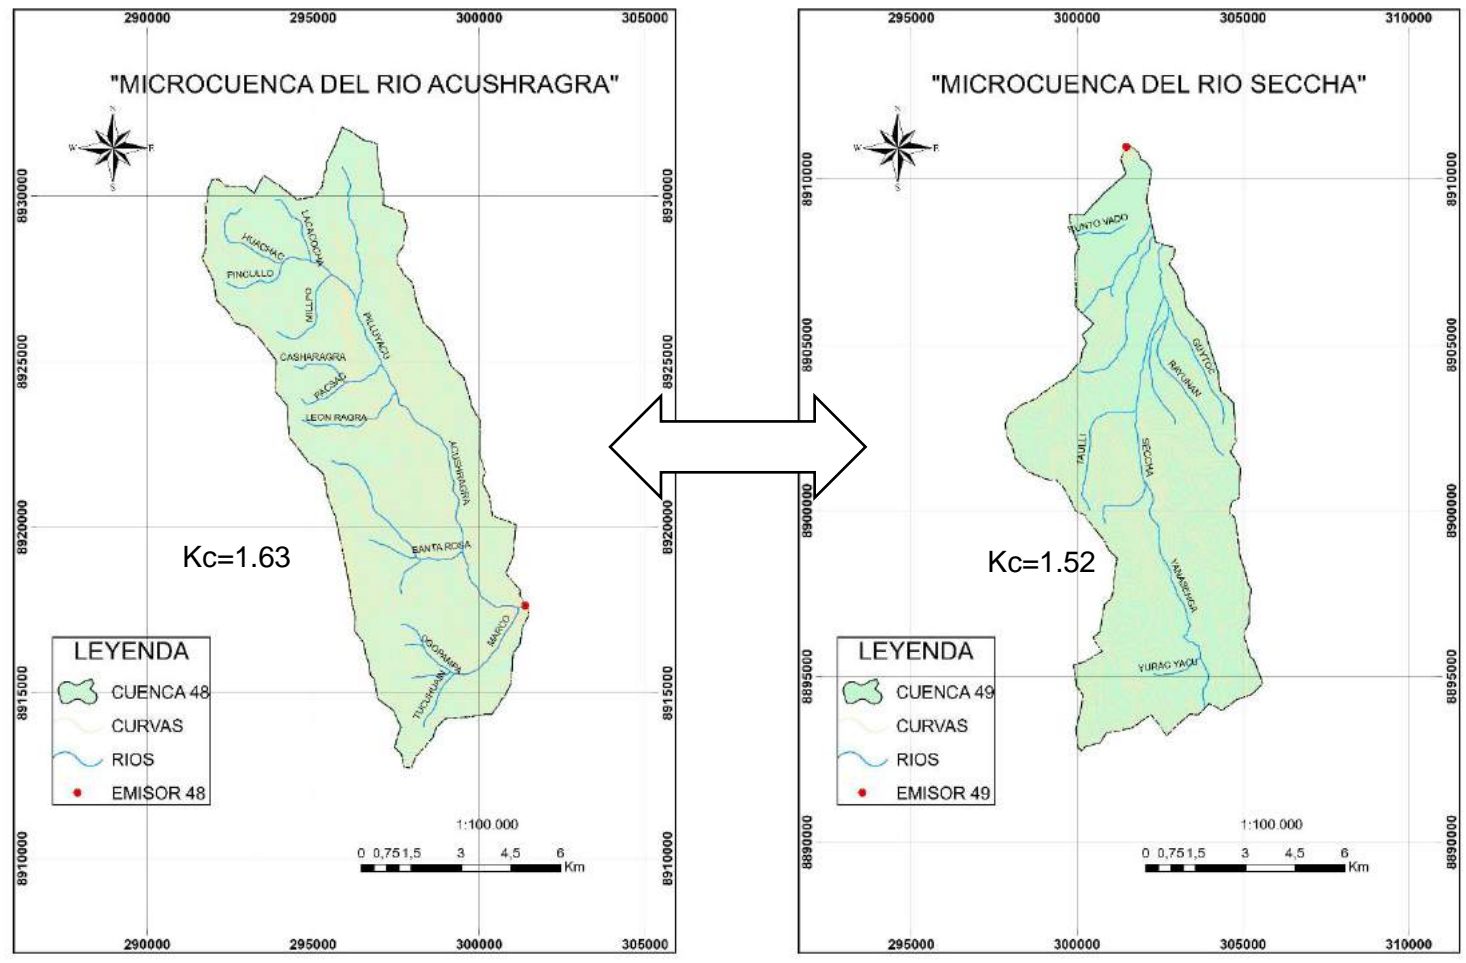 290000 295000 300000 305000
"MICROCUENCA DEL RIO ACUSHRAGRA"
N
W E
S
8930000 8930000
LACACOCHA
HUACHAC
PINCULLO
MILLPO
PILLUYACU
8925000 8925000
CASHARAGRA
PACSAC
LEON RAGRA
ACUSHRAGRA
8920000 8920000
SANTA ROSA
Kc=1.63
MARCO
OGOPAMPA
TUCUHUAIN
8915000 8915000
LEYENDA
CUENCA 48
CURVAS
RIOS
EMISOR 48
1:100.000
0 0,75 1,5 3 4,5 6
Km
8910000 8910000
290000 295000 300000 305000
295000 300000 305000 310000
"MICROCUENCA DEL RIO SECCHA"
N
W E
S
8910000 8910000
PUNTO VADO
8905000 8905000
GUYTOC
RAYUNAN
TAULLI
SECCHA
8900000 8900000
Kc=1.52
YANASENGA
YURAC YACU
8895000 8895000
LEYENDA
CUENCA 49
CURVAS
RIOS
EMISOR 49
1:100.000
0 0,75 1,5 3 4,5 6
Km
8890000 8890000
295000 300000 305000 310000